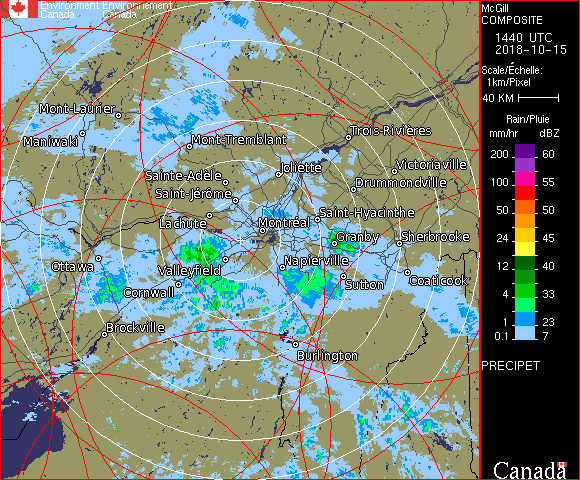 Environment Environnement
Canada Canada
McGill
COMPOSITE
1440 UTC
2018-10-15
Scale/Échelle:
1km/Pixel
40 KM
Rain/Pluie
mm/hr dBZ
200 60
100 55
50 50
24 45
12 40
4 33
1 23
0.1 7
PRECIPET
Canada
Mont-Laurier
Maniwaki
Mont-Tremblant
Trois-Rivières
Joliette
Victoriaville
Sainte-Adèle
Drummondville
Saint-Jérôme
Saint-Hyacinthe
Lachute
Montréal
Granby
Sherbrooke
Ottawa
Valleyfield
Napierville
Coaticook
Cornwall
Sutton
Brockville
Burlington